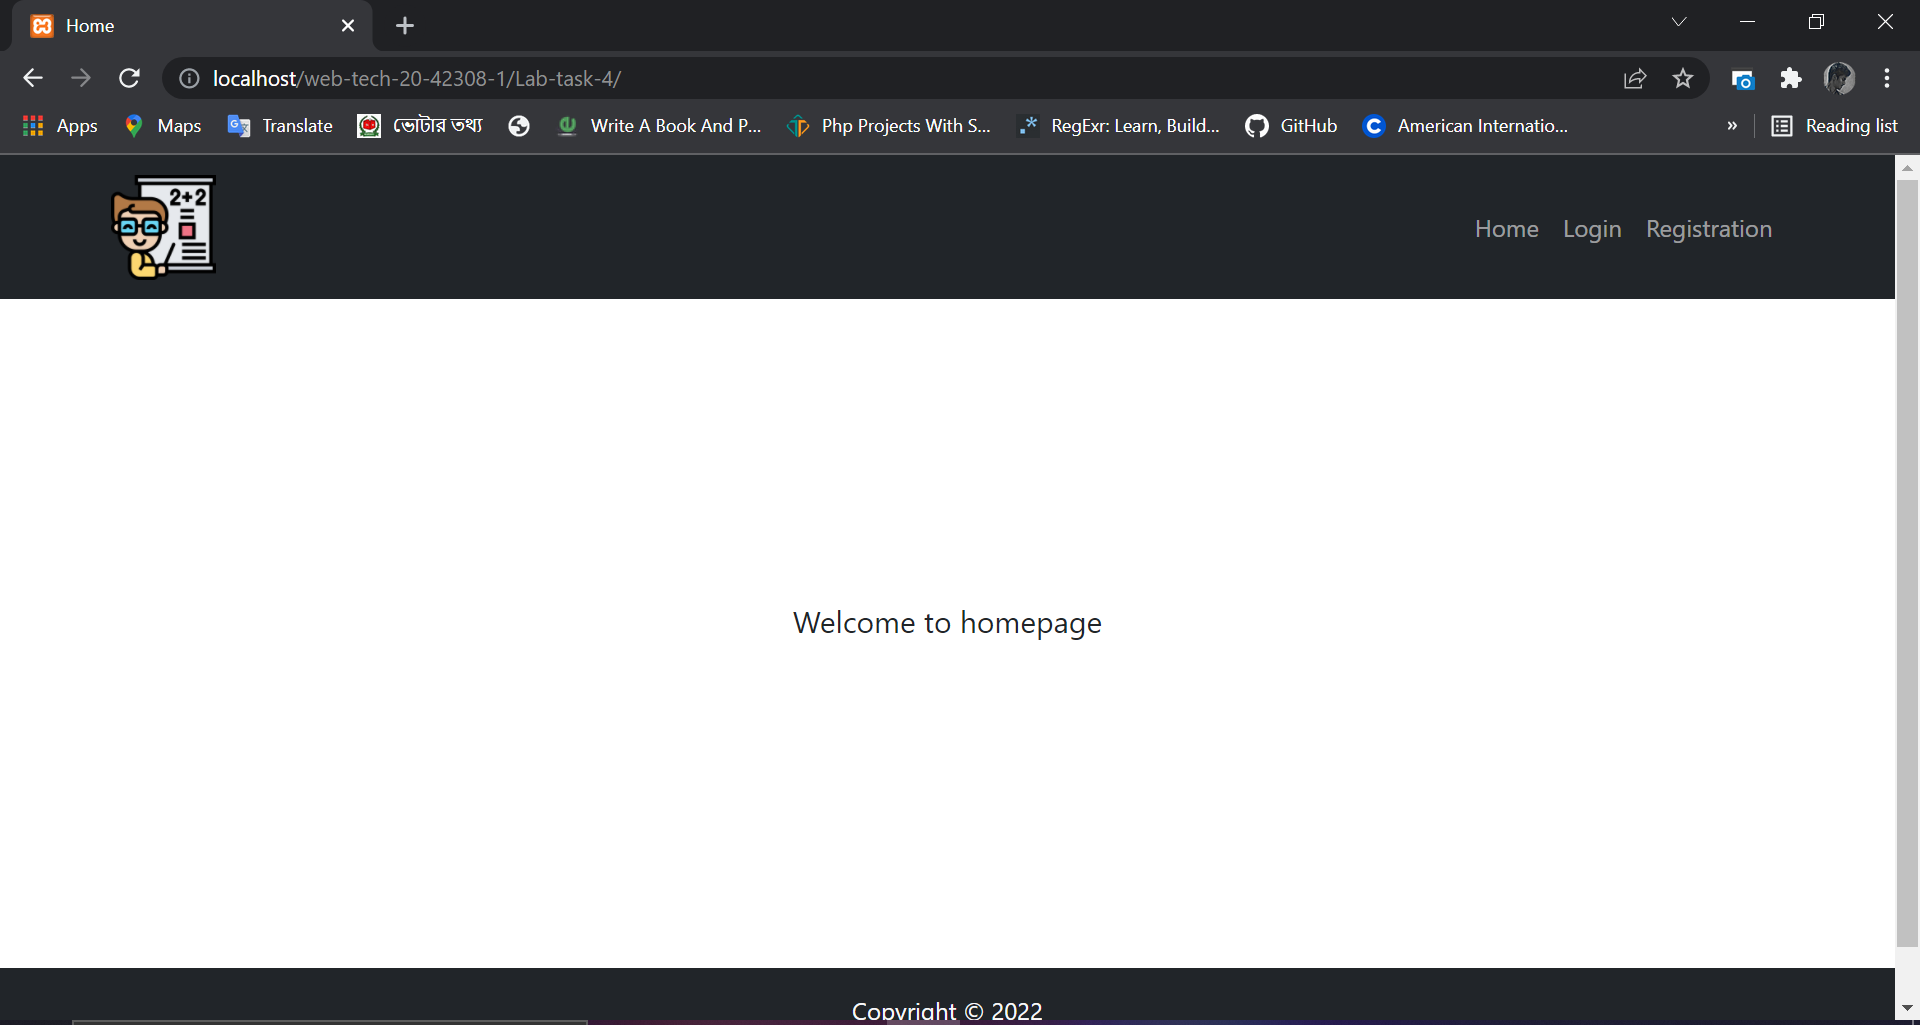 Home
localhost/web-tech-20-42308-1/Lab-task-4/
Apps Maps Translate ভোটার তথ্য Write A Book And P... Php Projects With S... RegExr: Learn, Build... GitHub American Internatio... » Reading list
2+2
Home Login Registration
Welcome to homepage
Copyright © 2022